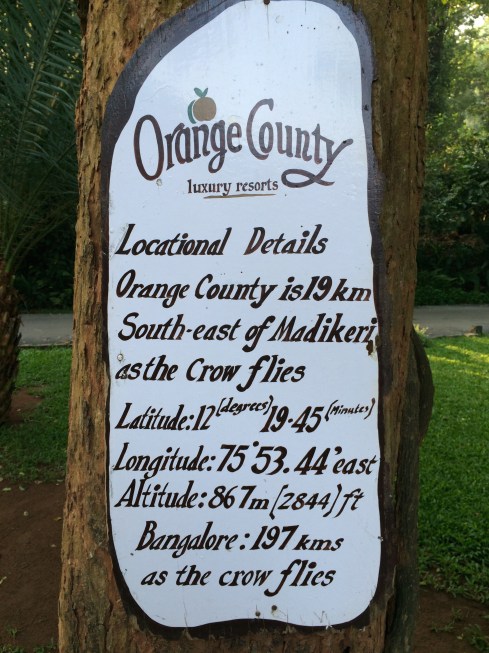 Orange County
luxury resorts
Locational Details
Orange County is 19 km
South-east of Madikeri
as the Crow flies
Latitude: 12 (degrees) 19-45 (Minutes)
Longitude: 75°53.44' east
Altitude: 867m (2844) ft
Bangalore: 197 kms
as the crow flies